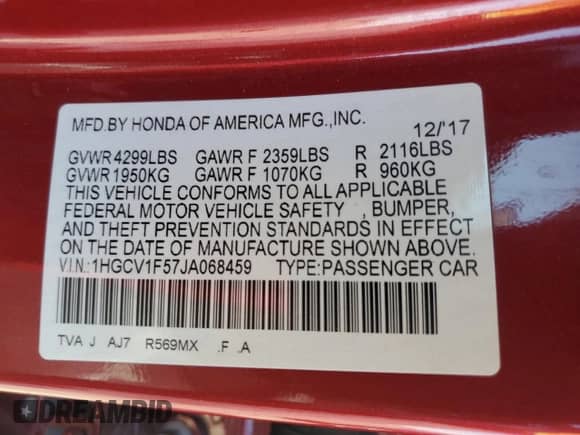 MFD.BY HONDA OF AMERICA MFG.,INC.
12/'17
GVWR 4299LBS GAWR F 2359LBS R 2116LBS
GVWR 1950KG GAWR F 1070KG R 960KG
THIS VEHICLE CONFORMS TO ALL APPLICABLE
FEDERAL MOTOR VEHICLE SAFETY , BUMPER,
AND THEFT PREVENTION STANDARDS IN EFFECT
ON THE DATE OF MANUFACTURE SHOWN ABOVE.
V.I.N.:1HGCV1F57JA068459 TYPE:PASSENGER CAR
TVA J AJ7 R569MX .F .A
DREAMBID